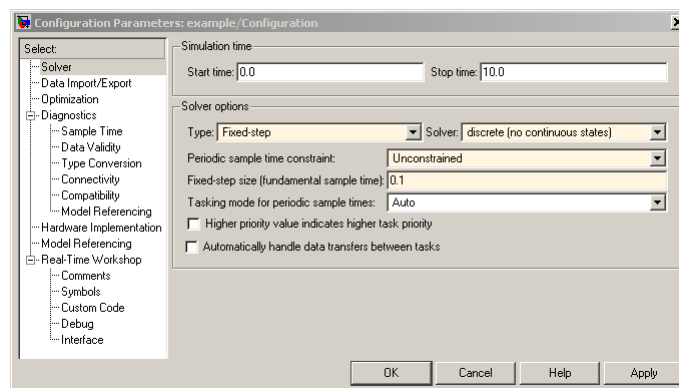 Configuration Parameters: example/Configuration
Select:
Solver
Data Import/Export
Optimization
Diagnostics
Sample Time
Data Validity
Type Conversion
Connectivity
Compatibility
Model Referencing
Hardware Implementation
Model Referencing
Real-Time Workshop
Comments
Symbols
Custom Code
Debug
Interface
Simulation time
Start time: 0.0 Stop time: 10.0
Solver options
Type: Fixed-step Solver: discrete (no continuous states)
Periodic sample time constraint: Unconstrained
Fixed-step size (fundamental sample time): 0.1
Tasking mode for periodic sample times: Auto
Higher priority value indicates higher task priority
Automatically handle data transfers between tasks
OK Cancel Help Apply